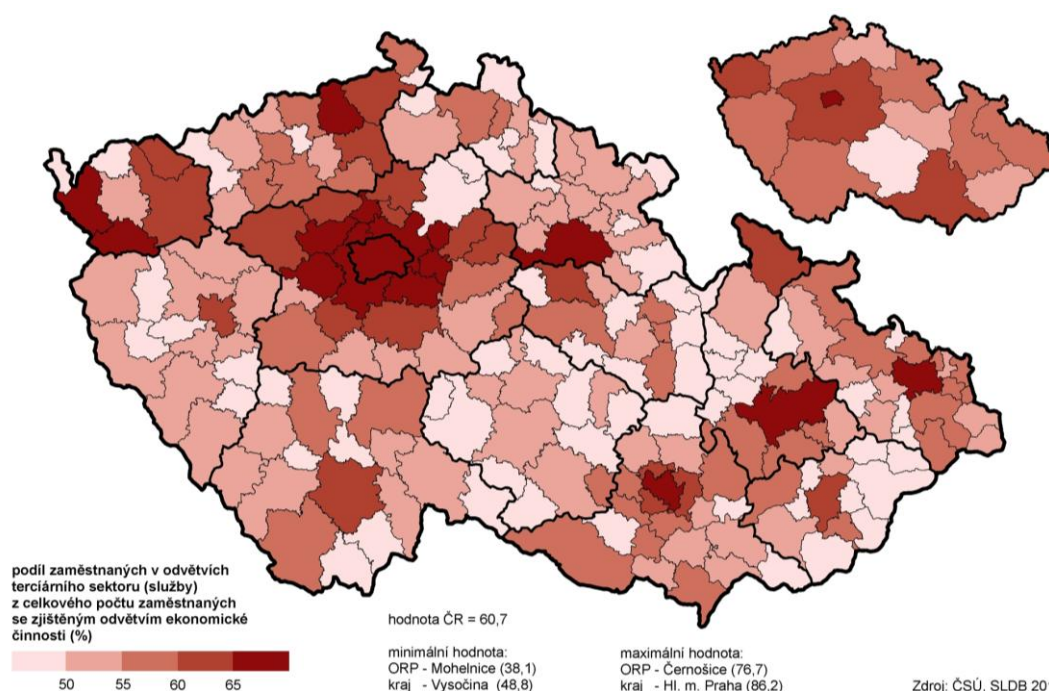 podíl zaměstnaných v odvětvích
terciárního sektoru (služby)
z celkového počtu zaměstnaných
se zjištěným odvětvím ekonomické
činnosti (%)
50 55 60 65
hodnota ČR = 60,7
minimální hodnota:
ORP - Mohelnice (38,1)
kraj - Vysočina (48,8)
maximální hodnota:
ORP - Černošice (76,7)
kraj - Hl. m. Praha (86,2)
Zdroj: ČSÚ, SLDB